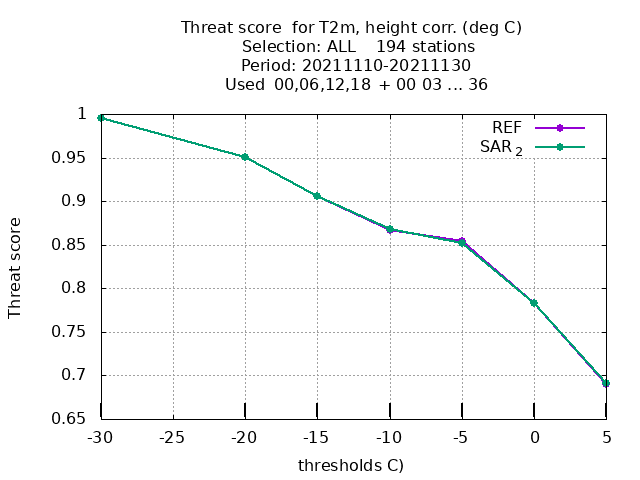 Threat score  for T2m, height corr. (deg C)
Selection: ALL    194 stations
Period: 20211110-20211130
Used  00,06,12,18  + 00 03 ... 36
REF
SAR 2
1
0.95
0.9
0.85
0.8
0.75
0.7
0.65
Threat score
-30 -25 -20 -15 -10 -5 0 5
thresholds C)